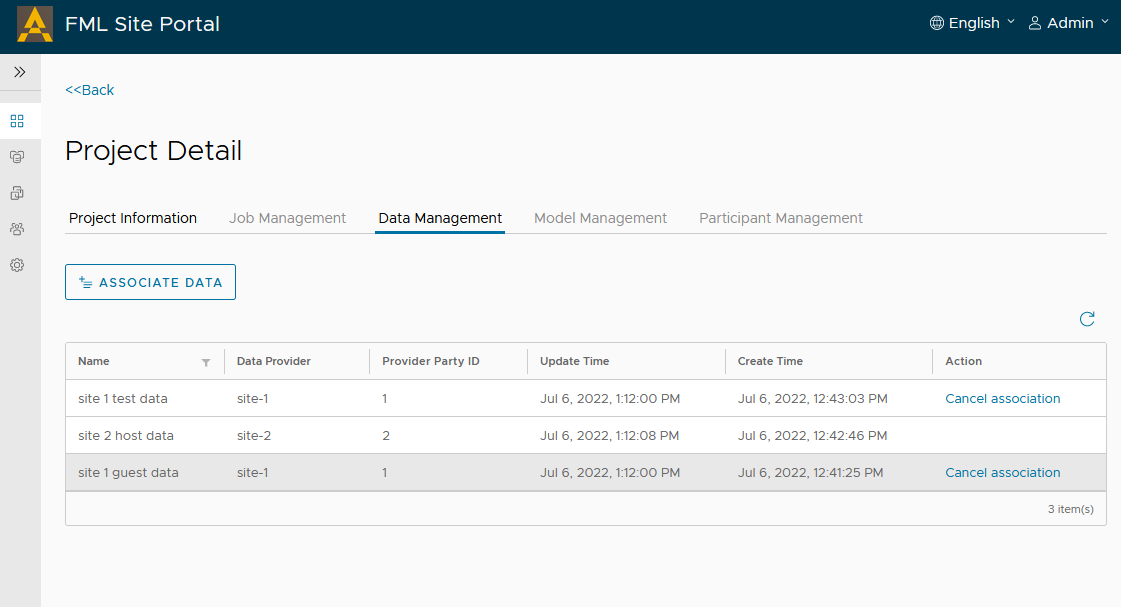 FML Site Portal
English
Admin
<<Back
Project Detail
Project Information Job Management Data Management Model Management Participant Management
ASSOCIATE DATA
Name Data Provider Provider Party ID Update Time Create Time Action
site 1 test data site-1 1 Jul 6, 2022, 1:12:00 PM Jul 6, 2022, 12:43:03 PM Cancel association
site 2 host data site-2 2 Jul 6, 2022, 1:12:08 PM Jul 6, 2022, 12:42:46 PM
site 1 guest data site-1 1 Jul 6, 2022, 1:12:00 PM Jul 6, 2022, 12:41:25 PM Cancel association
3 item(s)